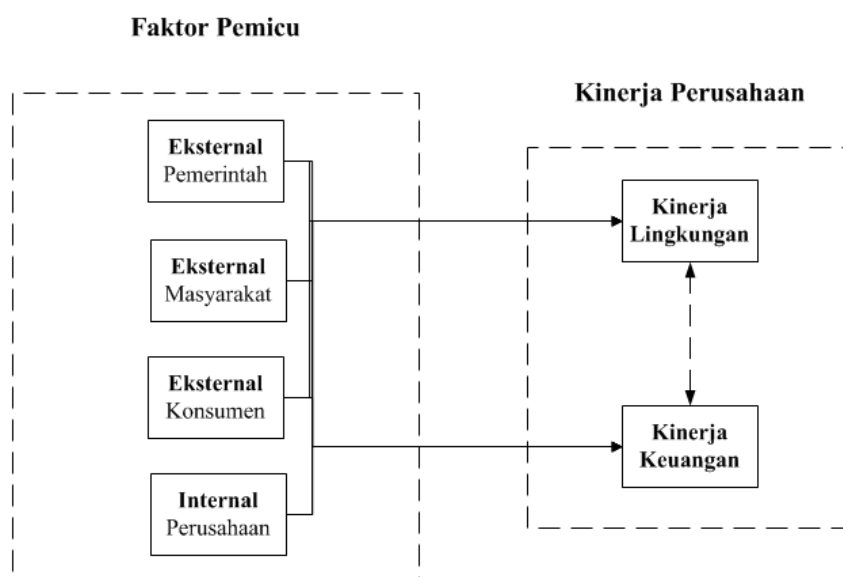 Faktor Pemicu
Kinerja Perusahaan
Eksternal
Pemerintah
Eksternal
Masyarakat
Eksternal
Konsumen
Internal
Perusahaan
Kinerja
Lingkungan
Kinerja
Keuangan